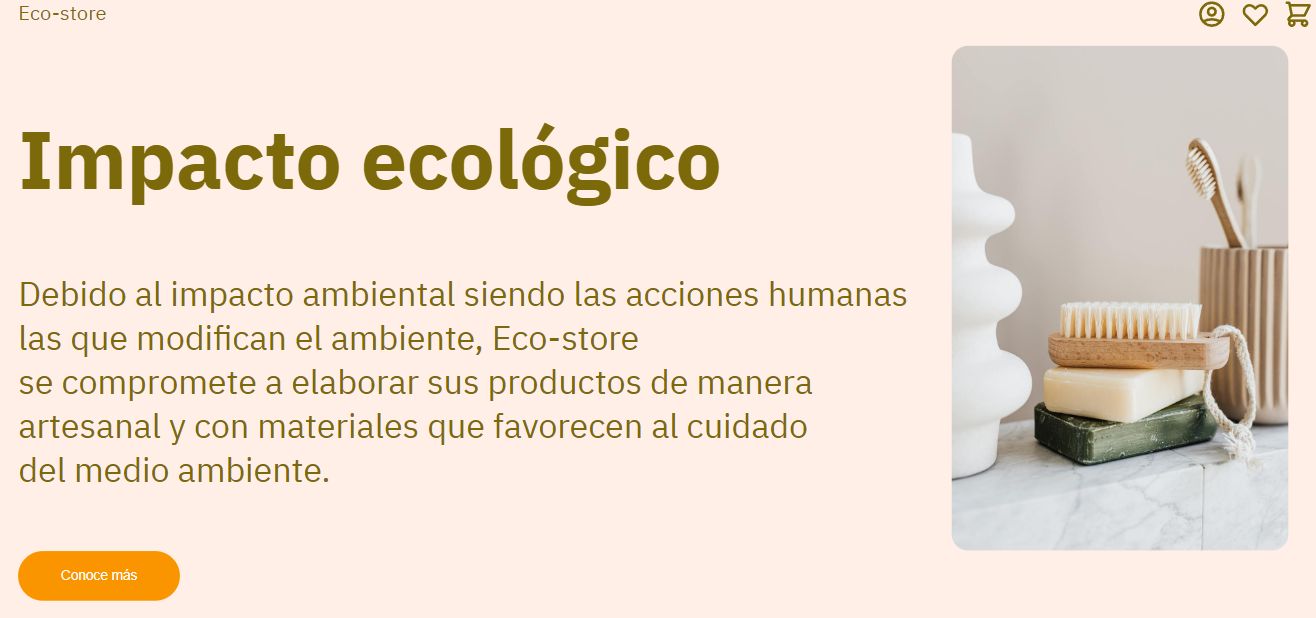 Eco-store
Impacto ecológico
Debido al impacto ambiental siendo las acciones humanas
las que modifican el ambiente, Eco-store
se compromete a elaborar sus productos de manera
artesanal y con materiales que favorecen al cuidado
del medio ambiente.
Conoce más